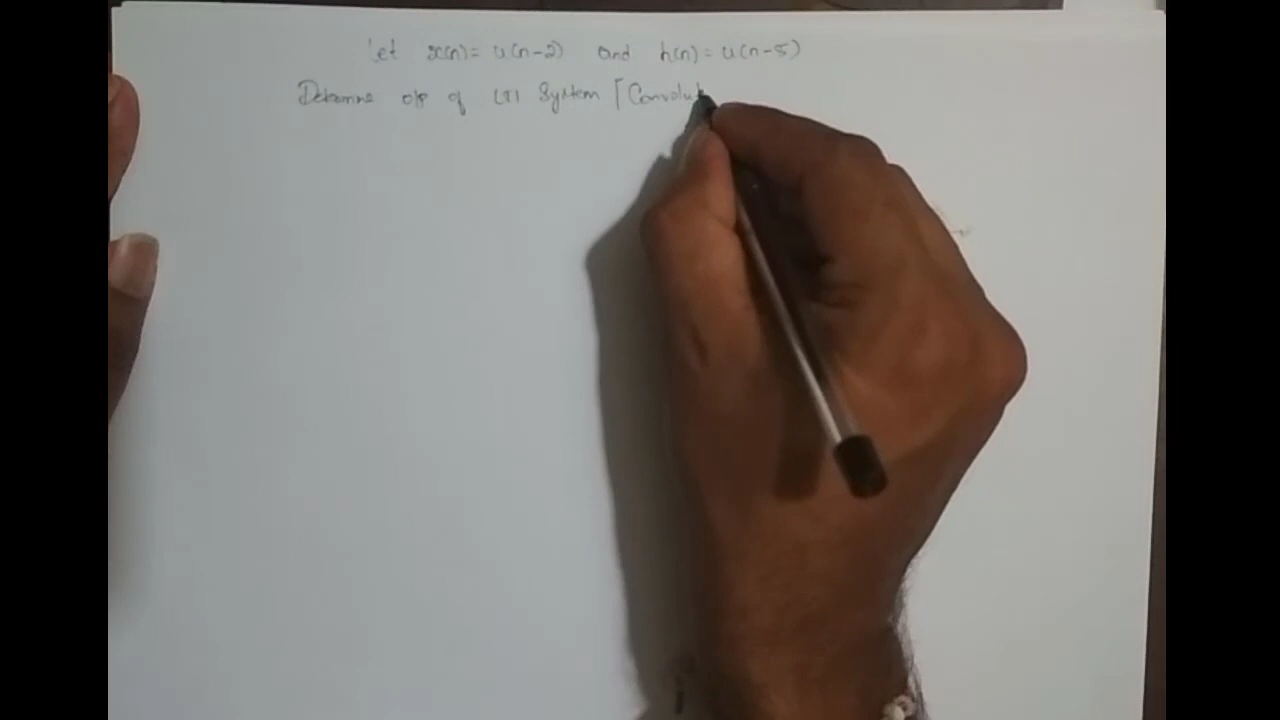 Let x(n) = u(n-2) and h(n) = u(n-5)
Determine o/p of LTI System [Convolut